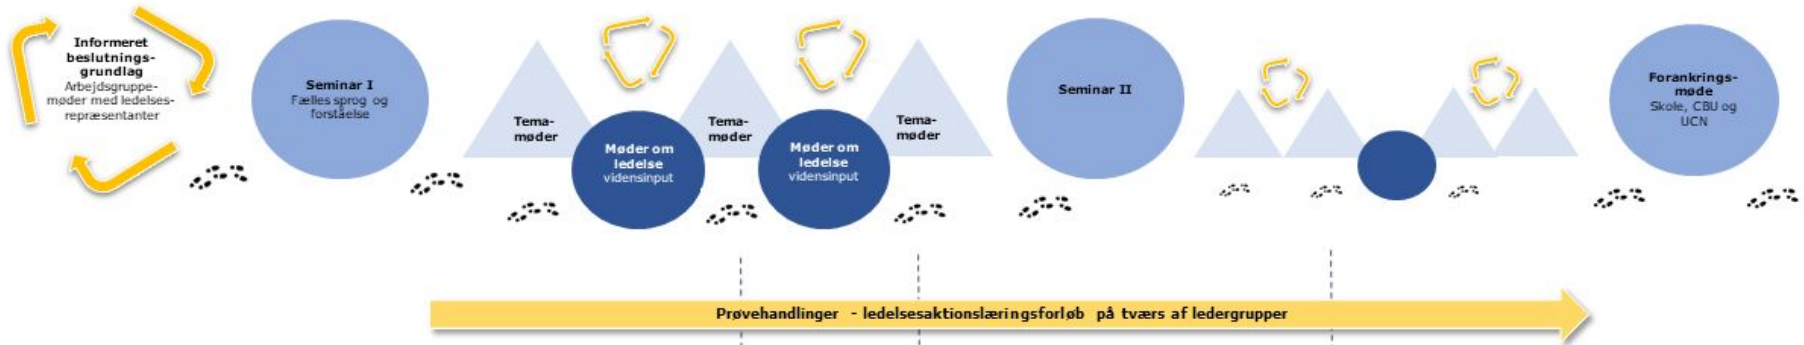 Informeret
beslutnings-
grundlag
Arbejdsgruppe-
møder med ledelses-
repræsentanter
Seminar I
Fælles sprog og
forståelse
Tema-
møder
Møder om
ledelse
vidensinput
Tema-
møder
Møder om
ledelse
vidensinput
Tema-
møder
Seminar II
Forankrings-
møde
Skole, CBU og
UCN
Prøvehandlinger - ledelsesaktionslæringsforløb på tværs af ledergrupper